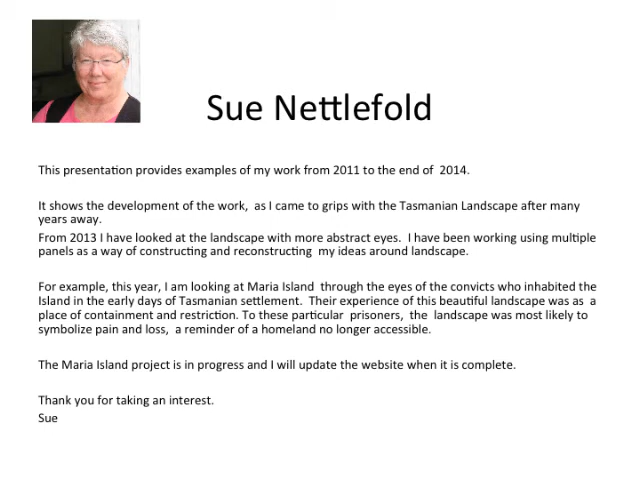 Sue Nettlefold
This presentation provides examples of my work from 2011 to the end of  2014.
It shows the development of the work,  as I came to grips with the Tasmanian Landscape after many
years away.
From 2013 I have looked at the landscape with more abstract eyes.  I have been working using multiple
panels as a way of constructing and reconstructing  my ideas around landscape.
For example, this year, I am looking at Maria Island  through the eyes of the convicts who inhabited the
Island in the early days of Tasmanian settlement.  Their experience of this beautiful landscape was as  a
place of containment and restriction. To these particular  prisoners,  the  landscape was most likely to
symbolize pain and loss,  a reminder of a homeland no longer accessible.
The Maria Island project is in progress and I will update the website when it is complete.
Thank you for taking an interest.
Sue